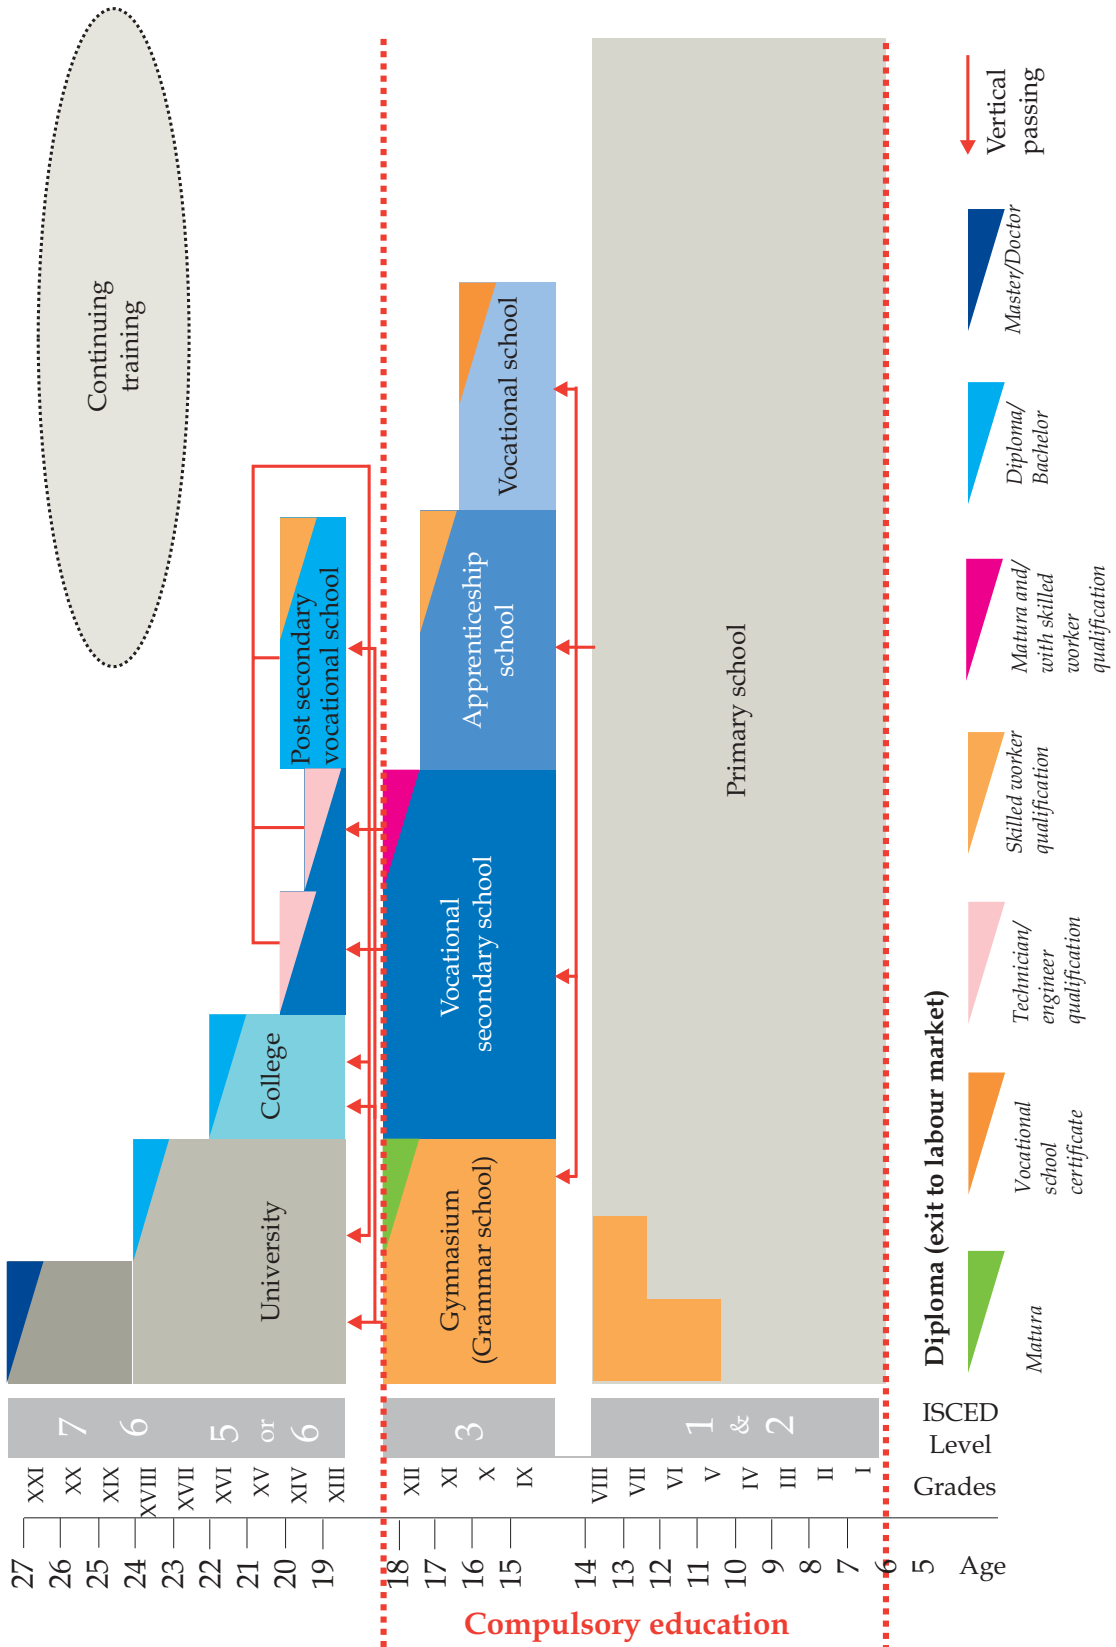 Continuing
training
Post secondary
vocational school
College
University
Vocational school
Apprenticeship
school
Vocational
secondary school
Gymnasium
(Grammar school)
Primary school
7
6
5
or
6
3
1
&
2
ISCED
Level
XXI
XX
XIX
XVIII
XVII
XVI
XV
XIV
XIII
XII
XI
X
IX
VIII
VII
VI
V
IV
III
II
I
Grades
27
26
25
24
23
22
21
20
19
18
17
16
15
14
13
12
11
10
9
8
7
6
5
Age
Compulsory education
Diploma (exit to labour market)
Matura
Vocational
school
certificate
Technician/
engineer
qualification
Skilled worker
qualification
Matura and/
with skilled
worker
qualification
Diploma/
Bachelor
Master/Doctor
Vertical
passing